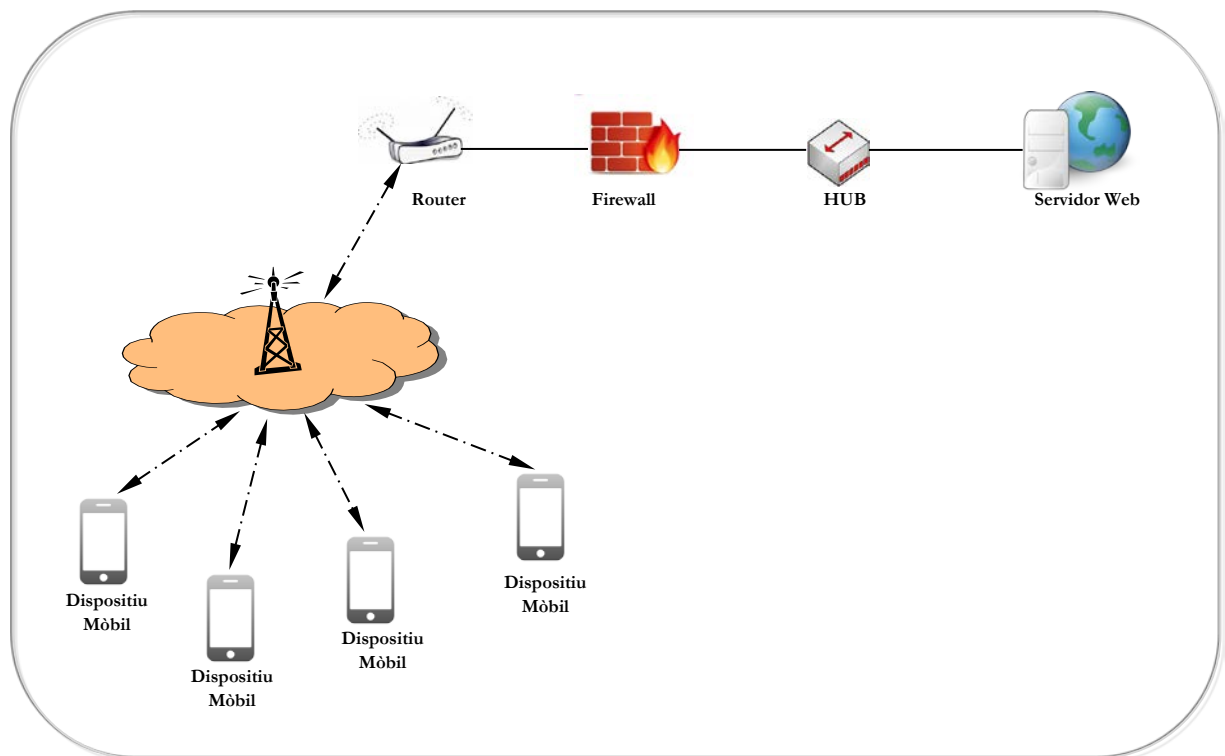 Router
Firewall
HUB
Servidor Web
Dispositiu
Mòbil
Dispositiu
Mòbil
Dispositiu
Mòbil
Dispositiu
Mòbil